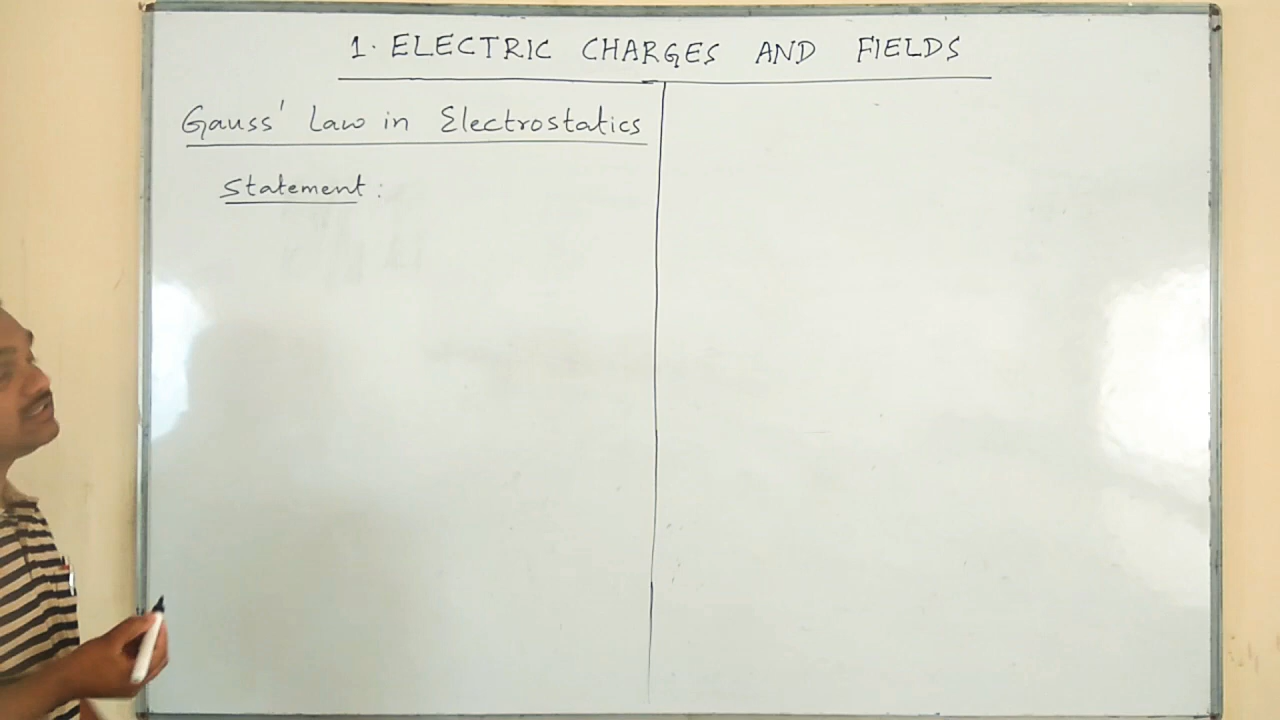 1. ELECTRIC CHARGES AND FIELDS
Gauss' Law in Electrostatics
Statement: